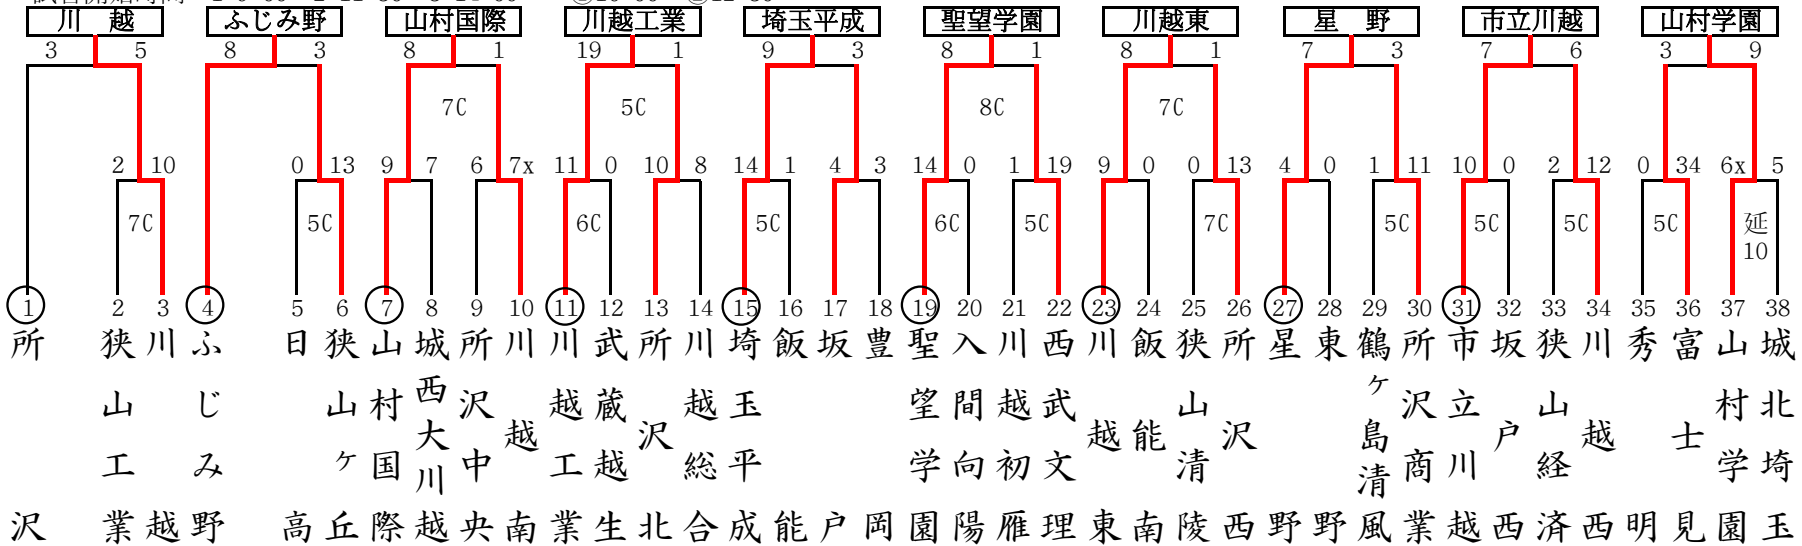 川　越 ふじみ野 山村国際 川越工業 埼玉平成 聖望学園 川越東 星　野 市立川越 山村学園
3 5 8 3 8 1 19 1 9 3 8 1 8 1 7 3 7 6 3 9
7C 5C 8C 7C
2 10 0 13 9 7 6 7x 11 0 10 8 14 1 4 3 14 0 1 19 9 0 0 13 4 0 1 11 10 0 2 12 0 34 6x 5
7C 5C 6C 5C 6C 5C 7C 5C 5C 5C 5C 延10
1 2 3 4 5 6 7 8 9 10 11 12 13 14 15 16 17 18 19 20 21 22 23 24 25 26 27 28 29 30 31 32 33 34 35 36 37 38
所沢
狭山工業
川越
ふじみ野
日高
狭山ヶ丘
山村国際
城西大川越
所沢中央
川越南
川越工業
武蔵越生
所沢北
川越総合
埼玉平成
飯能
坂戸
豊岡
聖望学園
入間向陽
川越初雁
西武文理
川越東
飯能南
狭山清陵
所沢西
星野
東野
鶴ヶ島清風
所沢商業
市立川越
坂戸西
狭山経済
川越西
秀明
富士見
山村学園
城北埼玉